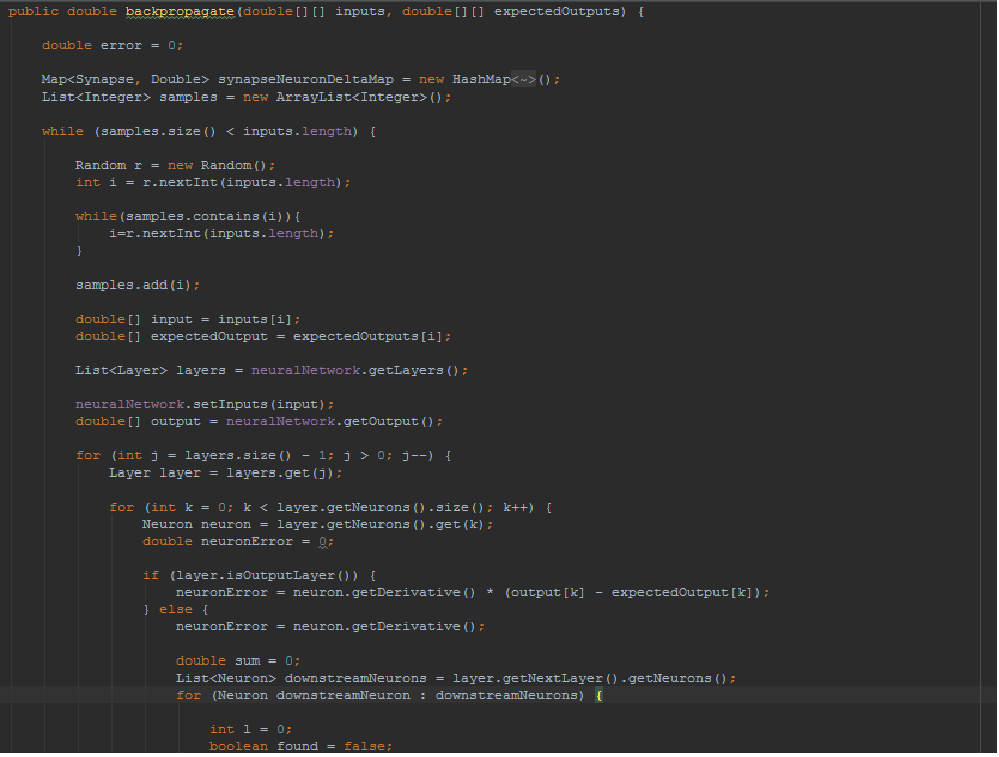 public double backpropagate(double[][] inputs, double[][] expectedOutputs) {
double error = 0;
Map<Synapse, Double> synapseNeuronDeltaMap = new HashMap<~>();
List<Integer> samples = new ArrayList<Integer>();
while (samples.size() < inputs.length) {
Random r = new Random();
int i = r.nextInt(inputs.length);
while(samples.contains(i)){
i=r.nextInt(inputs.length);
}
samples.add(i);
double[] input = inputs[i];
double[] expectedOutput = expectedOutputs[i];
List<Layer> layers = neuralNetwork.getLayers();
neuralNetwork.setInputs(input);
double[] output = neuralNetwork.getOutput();
for (int j = layers.size() - 1; j > 0; j--) {
Layer layer = layers.get(j);
for (int k = 0; k < layer.getNeurons().size(); k++) {
Neuron neuron = layer.getNeurons().get(k);
double neuronError = 0;
if (layer.isOutputLayer()) {
neuronError = neuron.getDerivative() * (output[k] - expectedOutput[k]);
} else {
neuronError = neuron.getDerivative();
double sum = 0;
List<Neuron> downstreamNeurons = layer.getNextLayer().getNeurons();
for (Neuron downstreamNeuron : downstreamNeurons) {
int l = 0;
boolean found = false;